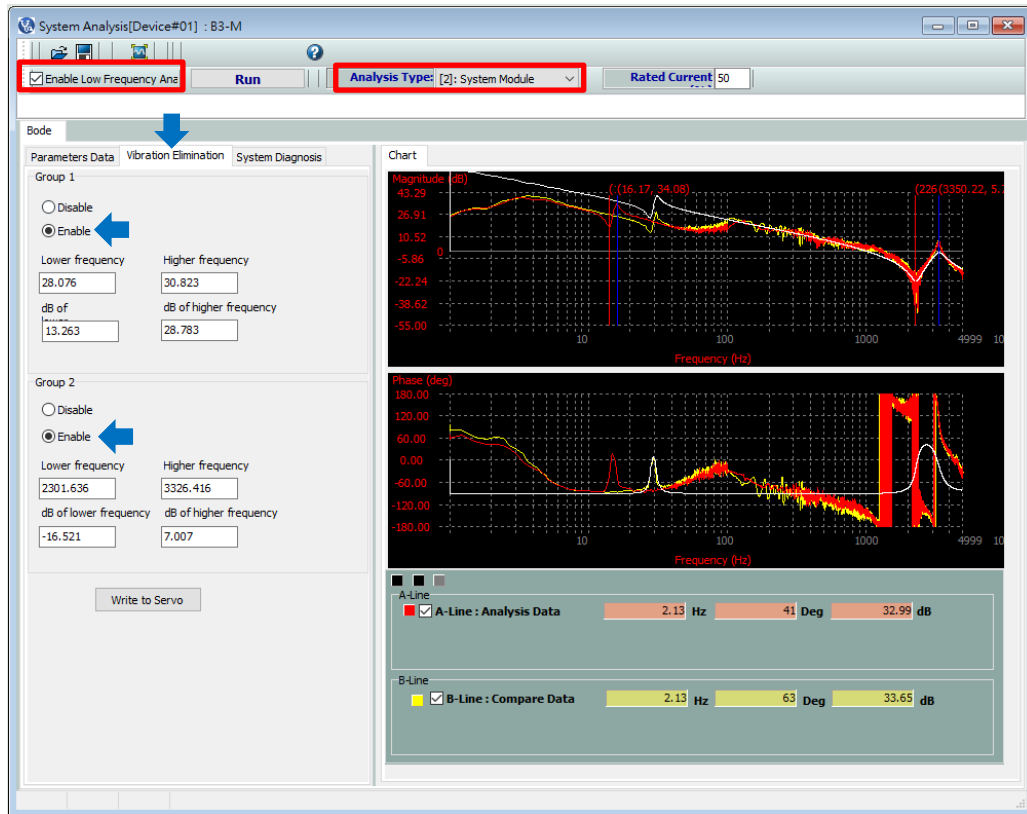 System Analysis[Device#01] : B3-M
Enable Low Frequency Ana
Run
Analysis Type: [2]: System Module
Rated Current 50
Bode
Parameters Data Vibration Elimination System Diagnosis
Group 1
Disable
Enable
Lower frequency Higher frequency
28.076 30.823
dB of dB of higher frequency
13.263 28.783
Group 2
Disable
Enable
Lower frequency Higher frequency
2301.636 3326.416
dB of lower frequency dB of higher frequency
-16.521 7.007
Write to Servo
Chart
Magnitude (dB)
(16.17, 34.08) (226 (3350.22, 5.
43.29
26.91
10.52
0
-5.86
-22.24
-38.62
-55.00
10 100 1000 4999 10
Frequency (Hz)
Phase (deg)
180.00
120.00
60.00
0.00
-60.00
-120.00
-180.00
10 100 1000 4999 10
Frequency (Hz)
A-Line
A-Line : Analysis Data 2.13 Hz 41 Deg 32.99 dB
B-Line
B-Line : Compare Data 2.13 Hz 63 Deg 33.65 dB